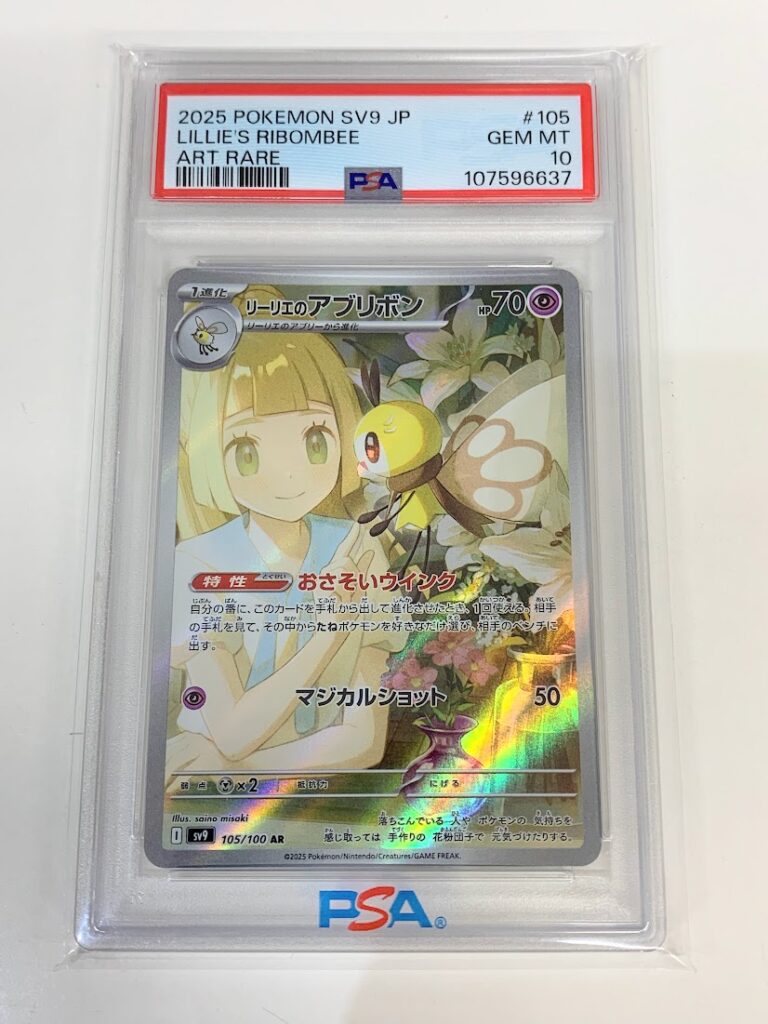 2025 POKEMON SV9 JP #105
LILLIE'S RIBOMBEE GEM MT
ART RARE 10
PSA 107596637
1進化 リーリエのアブリボン HP70
リーリエのアブリーから進化
特性 とくせい おさそいウイング
自分の番に、このカードを手札から出して進化させたとき、1回使える。相手
の手札を見て、その中からたねポケモンを好きなだけ選び、相手のベンチに
出す。
マジカルショット 50
弱点 ×2 抵抗力 にげる
Illus. saino misaki
落ちこんでいる 人や ポケモンの 気持ちを
感じ取っては 手作りの 花粉団子で 元気づけたりする。
I sv9 105/100 AR
©2025 Pokémon/Nintendo/Creatures/GAME FREAK.
PSA®